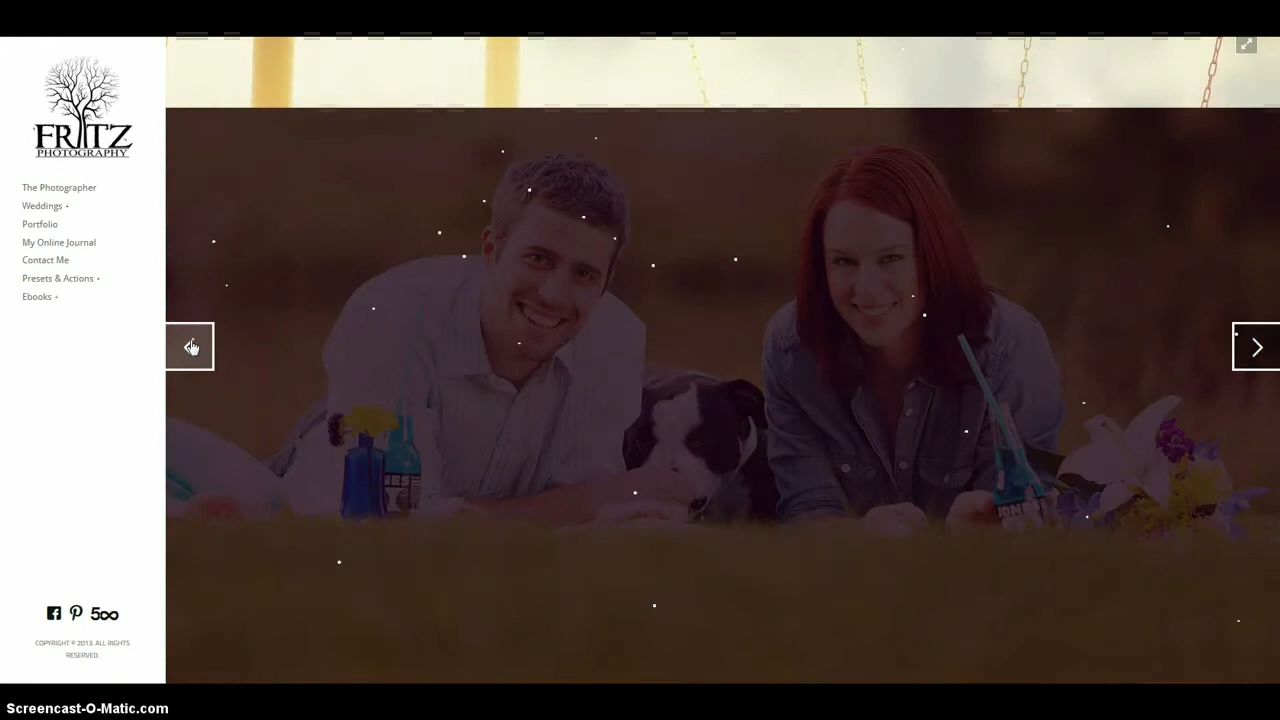 FRITZ
PHOTOGRAPHY
The Photographer
Weddings +
Portfolio
My Online Journal
Contact Me
Presets & Actions +
Ebooks +
JONES
500
COPYRIGHT © 2013. ALL RIGHTS
RESERVED.
Screencast-O-Matic.com